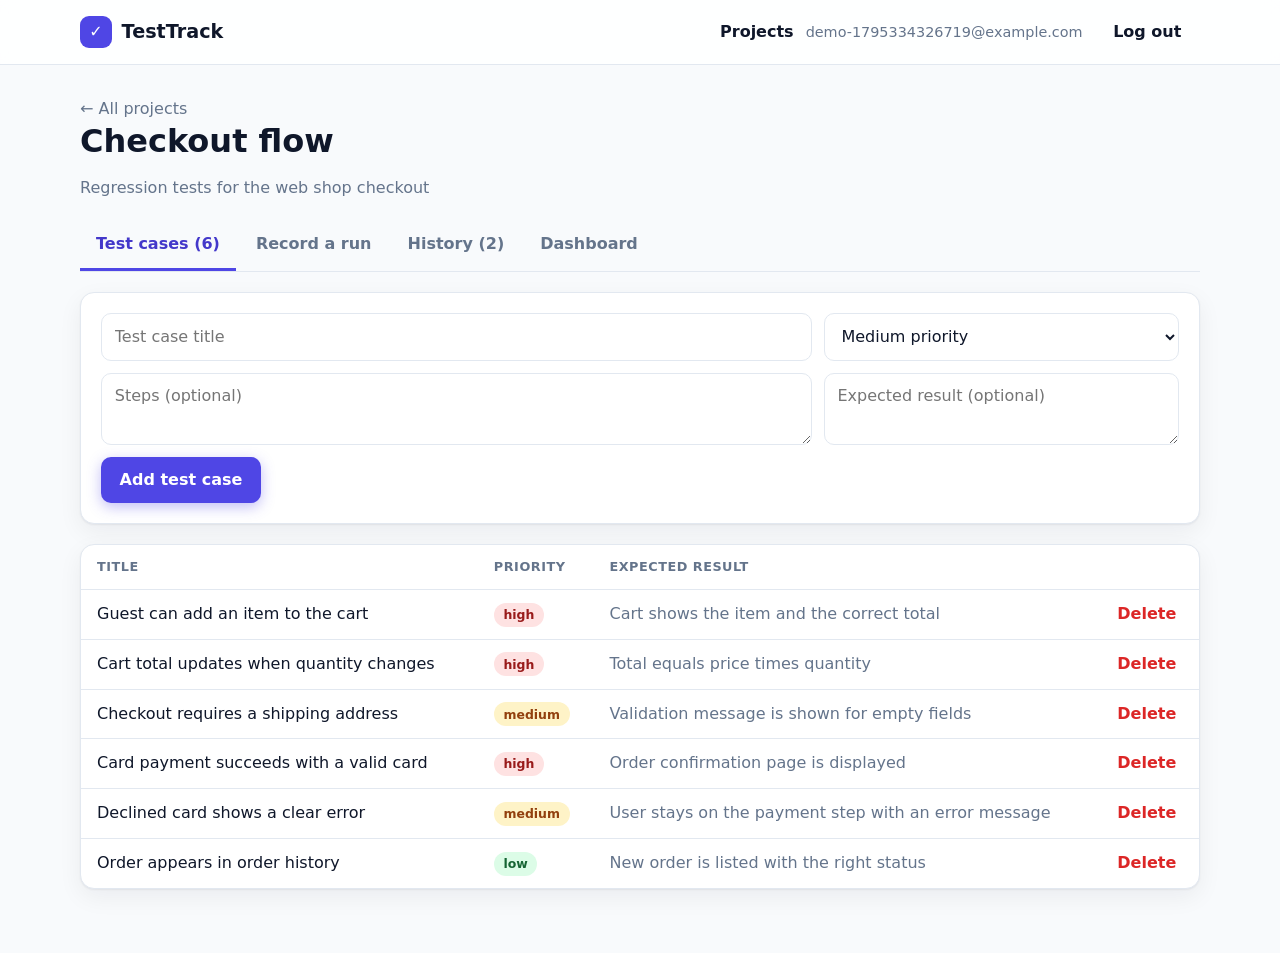 ✓ TestTrack
Projects demo-1795334326719@example.com Log out
← All projects
Checkout flow
Regression tests for the web shop checkout
Test cases (6) Record a run History (2) Dashboard
Test case title Medium priority
Steps (optional) Expected result (optional)
Add test case
TITLE PRIORITY EXPECTED RESULT
Guest can add an item to the cart high Cart shows the item and the correct total Delete
Cart total updates when quantity changes high Total equals price times quantity Delete
Checkout requires a shipping address medium Validation message is shown for empty fields Delete
Card payment succeeds with a valid card high Order confirmation page is displayed Delete
Declined card shows a clear error medium User stays on the payment step with an error message Delete
Order appears in order history low New order is listed with the right status Delete